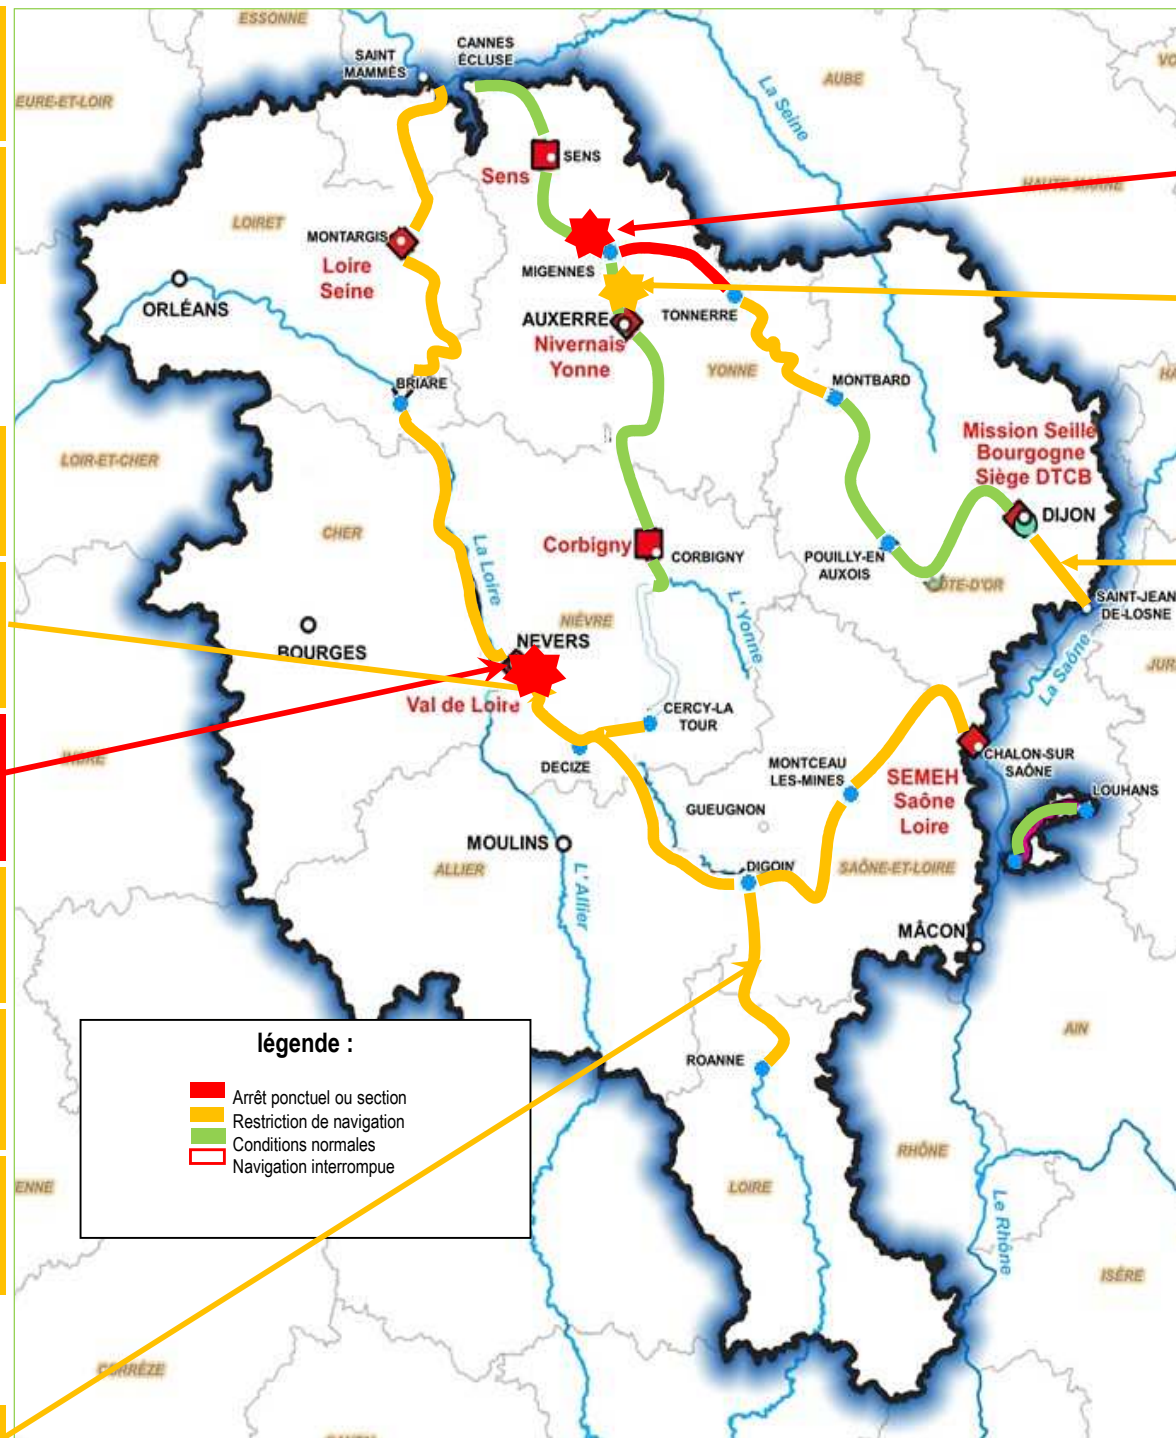 ESSONNE
CANNES
ÉCLUSE
SAINT
MAMMÈS
AUBE
La Seine
EURE-ET-LOIR
SENS
Sens
HAUTE-MARNE
LOIRET
MONTARGIS
Loire
Seine
MIGENNES
ORLÉANS
TONNERRE
AUXERRE
Nivernais
Yonne
YONNE
BRIARE
MONTBARD
LOIR-ET-CHER
Mission Seille
Bourgogne
Siège DTCB
DIJON
CHER
La Loire
Corbigny
CORBIGNY
POUILLY-EN
AUXOIS
CÔTE-D'OR
SAINT-JEAN
DE-LOSNE
L'Yonne
NIÈVRE
BOURGES
NEVERS
JUR
La Saône
Val de Loire
CERCY-LA
TOUR
INDRE
DECIZE
MONTCEAU
LES-MINES
CHALON-SUR
SAÔNE
SEMEH
Saône
Loire
LOUHANS
GUEUGNON
MOULINS
ALLIER
L'Allier
DIGOIN
SAÔNE-ET-LOIRE
MÂCON
légende :
Arrêt ponctuel ou section
Restriction de navigation
Conditions normales
Navigation interrompue
AIN
ROANNE
RHÔNE
ENNE
LOIRE
Le Rhône
ISÈRE
CORRÈZE